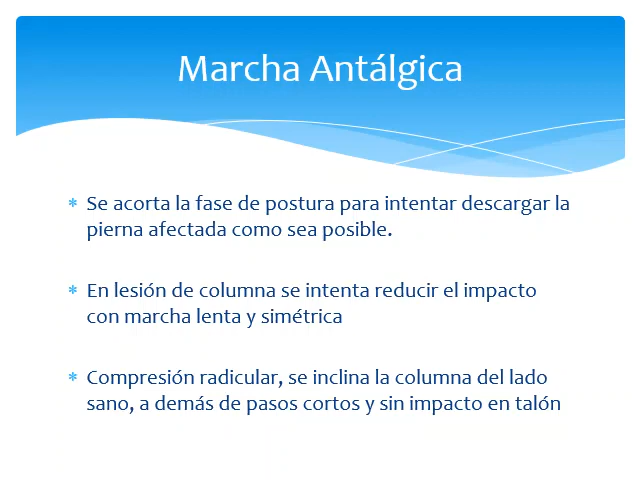 Marcha Antálgica
* Se acorta la fase de postura para intentar descargar la
pierna afectada como sea posible.
* En lesión de columna se intenta reducir el impacto
con marcha lenta y simétrica
* Compresión radicular, se inclina la columna del lado
sano, a demás de pasos cortos y sin impacto en talón